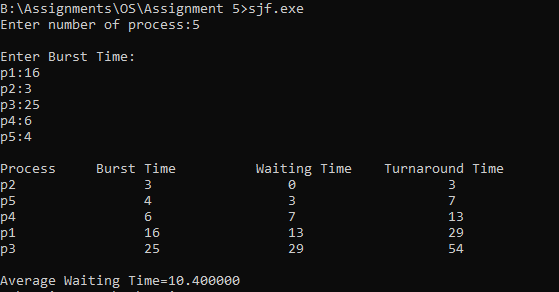 B:\Assignments\OS\Assignment 5>sjf.exe
Enter number of process:5
Enter Burst Time:
p1:16
p2:3
p3:25
p4:6
p5:4
Process Burst Time Waiting Time Turnaround Time
p2 3 0 3
p5 4 3 7
p4 6 7 13
p1 16 13 29
p3 25 29 54
Average Waiting Time=10.400000